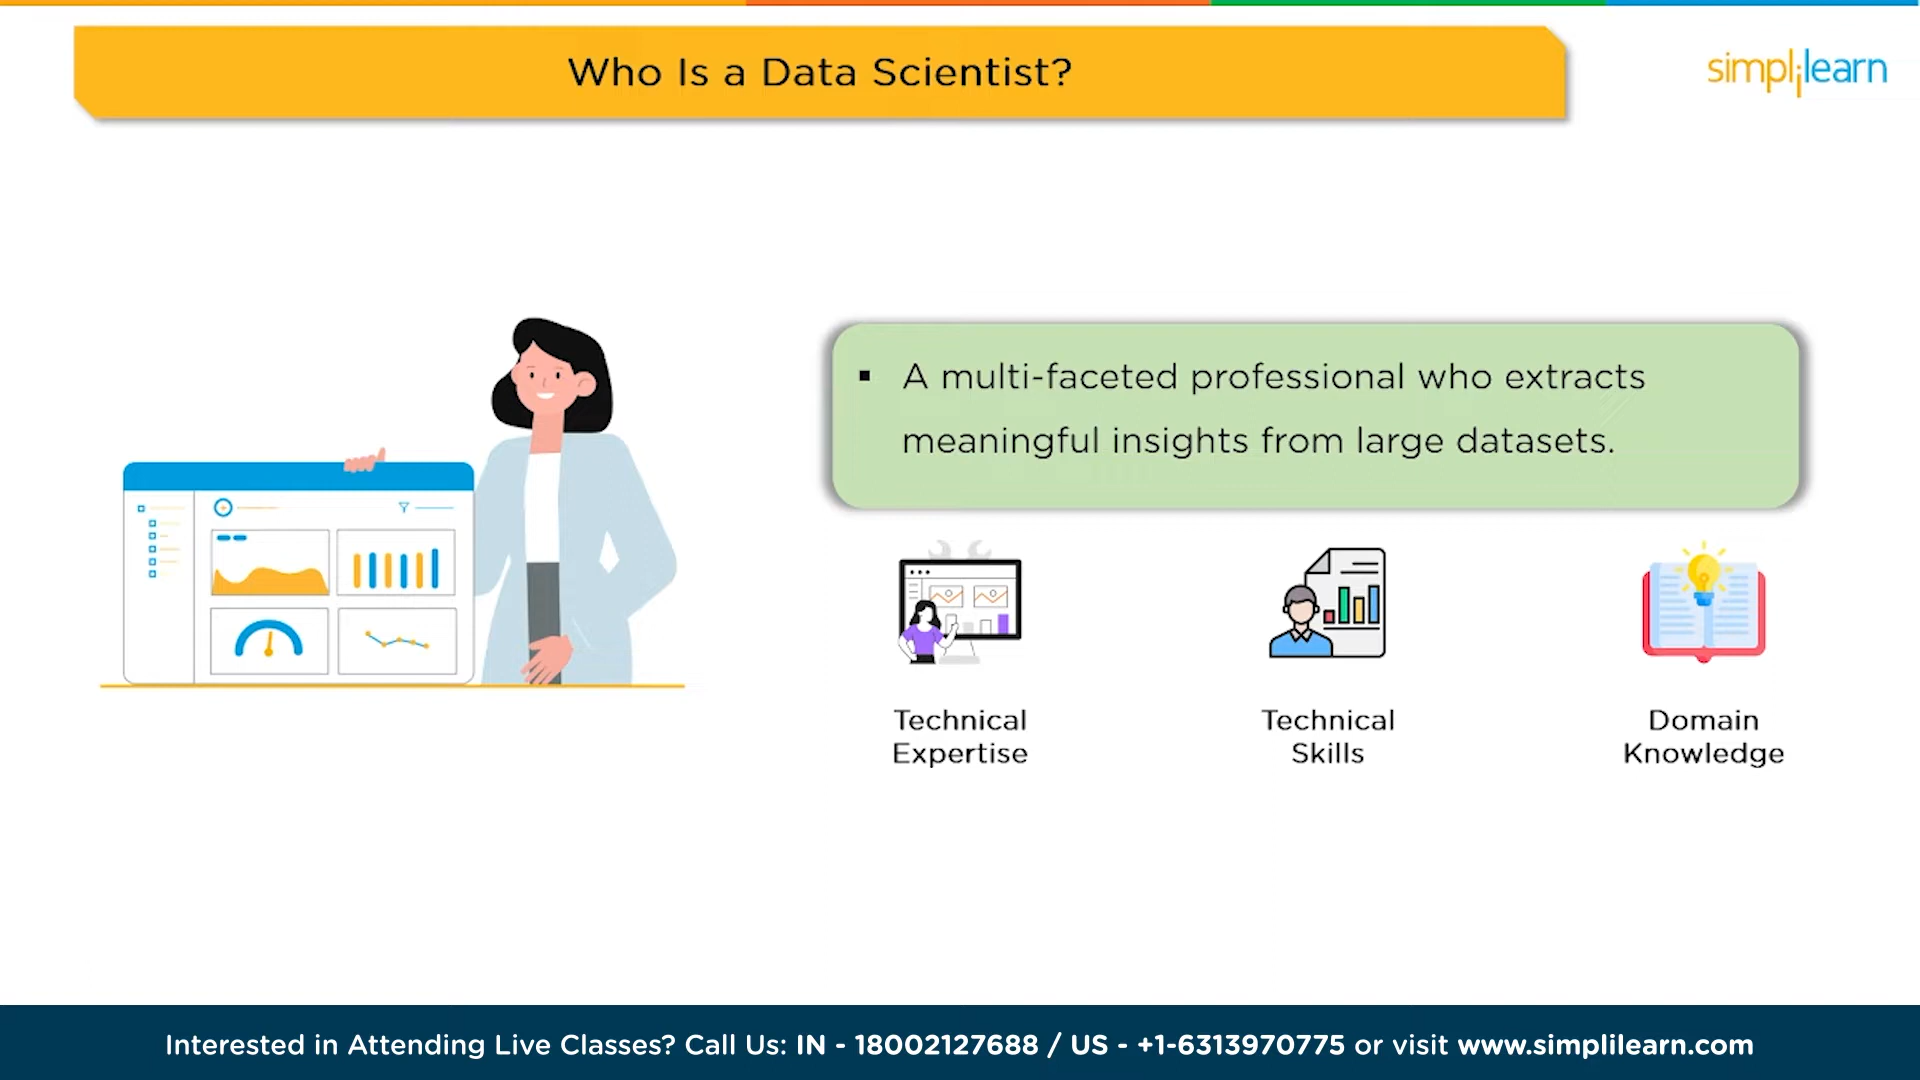 Who Is a Data Scientist?
simplilearn
▪ A multi-faceted professional who extracts
meaningful insights from large datasets.
Technical
Expertise
Technical
Skills
Domain
Knowledge
Interested in Attending Live Classes? Call Us: IN - 18002127688 / US - +1-6313970775 or visit www.simplilearn.com